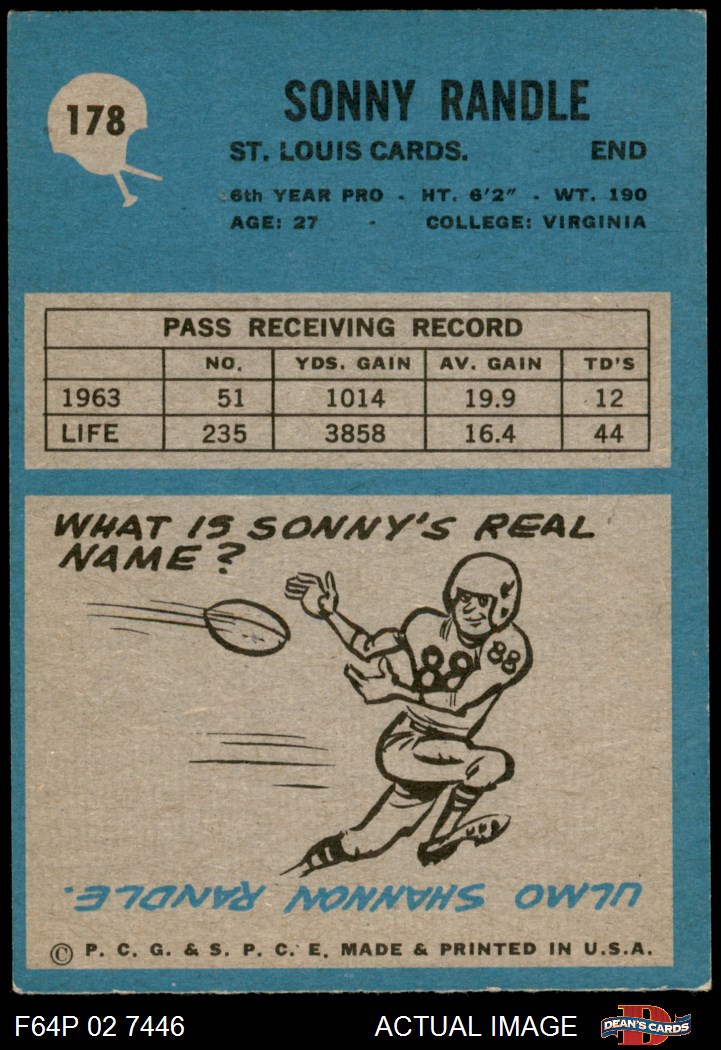 178
SONNY RANDLE
ST. LOUIS CARDS. END
6th YEAR PRO - HT. 6'2" - WT. 190
AGE: 27 - COLLEGE: VIRGINIA
PASS RECEIVING RECORD
NO. YDS. GAIN AV. GAIN TD'S
1963 51 1014 19.9 12
LIFE 235 3858 16.4 44
WHAT IS SONNY'S REAL
NAME?
88
88
ULMO SHANNON RANDLE.
© P. C. G. & S. P. C. E. MADE & PRINTED IN U.S.A.
F64P 02 7446 ACTUAL IMAGE D DEAN'S CARDS